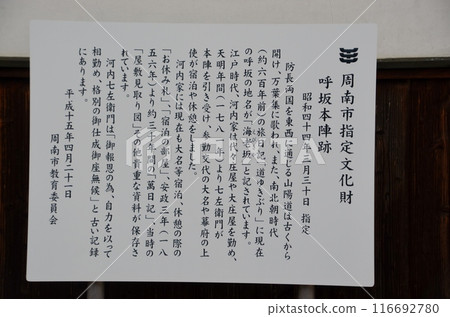 周南市指定文化財
呼坂本陣跡
昭和四十四年 月三十日 指定
防長両国を東西 通じる山陽道は古くから
開け、万葉集に歌われ、また、南北朝時代
(約六百年前)の旅日記「道ゆきぶり」に現在
の呼坂の地名が「海老坂」と記されています。
江戸時代、河内家は代々庄屋や大庄屋を勤め、
天明年間(一七八 年)より七左衛門が
本陣を引き受け、参勤交代の大名や幕府の上
使が宿泊や休憩をしました。
河内家には現在も大名等宿泊、休憩の際の
「お休み札」、「宿泊の部屋」、安政三年(一八
五六年)より約 年間の「萬日記」、当時の
「屋敷見取り図」その他貴重な資料が保存さ
れています。
河内七左衛門は「御報恩の為、自力を以って
相勤め、格別の御仕成御座無候」と古い記録
にあります。
平成十五年四月二十一日
周南市教育委員会
116692780